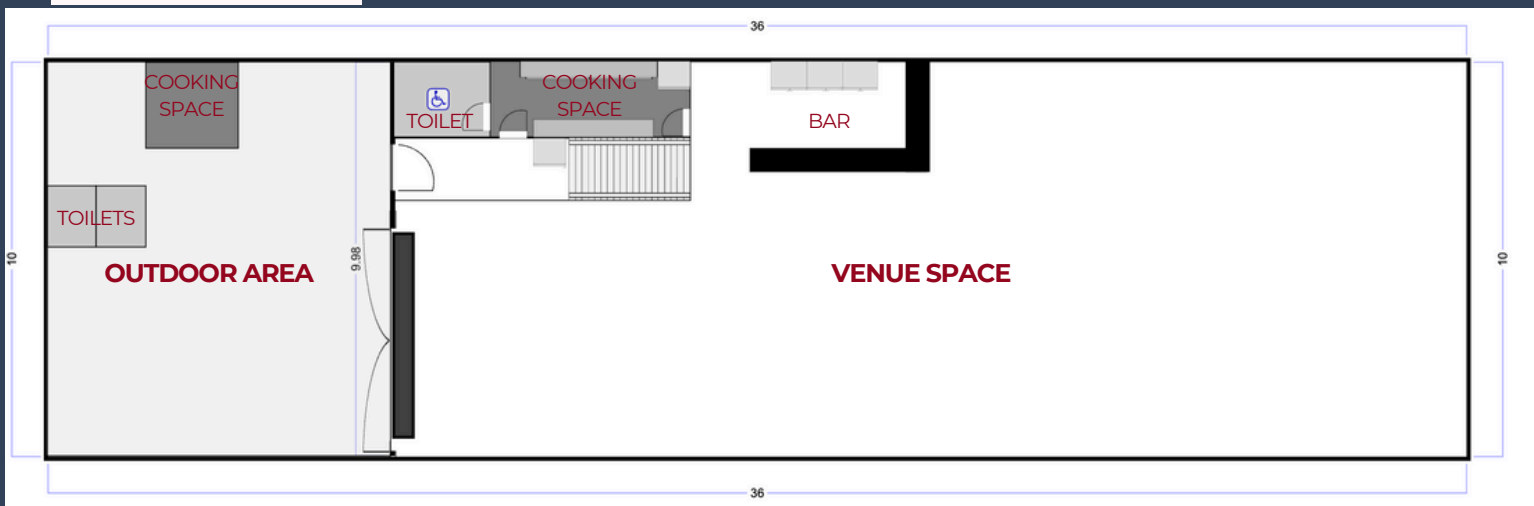 36
COOKING
SPACE
COOKING
SPACE
TOILET
BAR
TOILETS
10
9.98
10
OUTDOOR AREA
VENUE SPACE
36